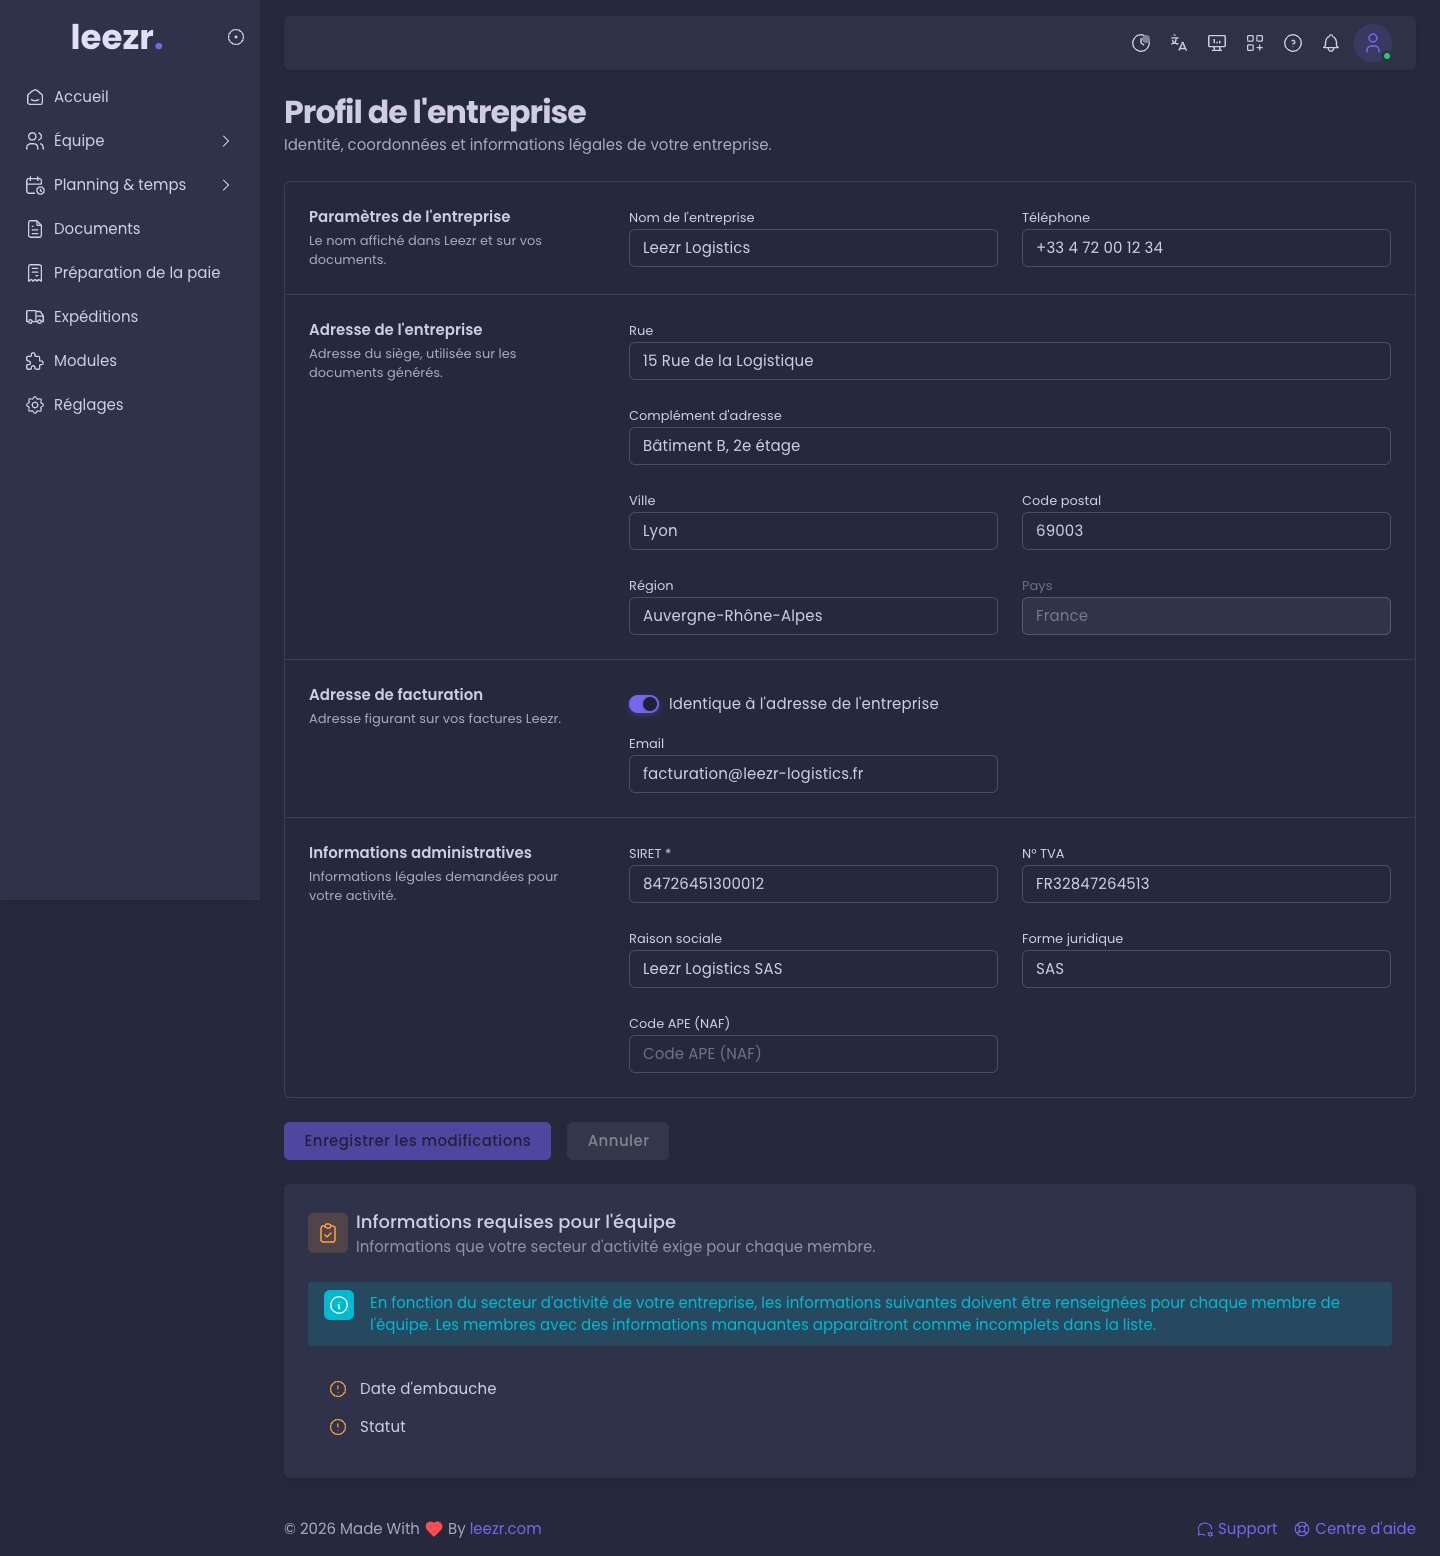 leezr.
Accueil
Équipe
Planning & temps
Documents
Préparation de la paie
Expéditions
Modules
Réglages
Profil de l'entreprise
Identité, coordonnées et informations légales de votre entreprise.
Paramètres de l'entreprise
Le nom affiché dans Leezr et sur vos
documents.
Nom de l'entreprise
Leezr Logistics
Téléphone
+33 4 72 00 12 34
Adresse de l'entreprise
Adresse du siège, utilisée sur les
documents générés.
Rue
15 Rue de la Logistique
Complément d'adresse
Bâtiment B, 2e étage
Ville
Lyon
Code postal
69003
Région
Auvergne-Rhône-Alpes
Pays
France
Adresse de facturation
Adresse figurant sur vos factures Leezr.
Identique à l'adresse de l'entreprise
Email
facturation@leezr-logistics.fr
Informations administratives
Informations légales demandées pour
votre activité.
SIRET *
84726451300012
N° TVA
FR32847264513
Raison sociale
Leezr Logistics SAS
Forme juridique
SAS
Code APE (NAF)
Code APE (NAF)
Enregistrer les modifications
Annuler
Informations requises pour l'équipe
Informations que votre secteur d'activité exige pour chaque membre.
En fonction du secteur d'activité de votre entreprise, les informations suivantes doivent être renseignées pour chaque membre de
l'équipe. Les membres avec des informations manquantes apparaîtront comme incomplets dans la liste.
Date d'embauche
Statut
© 2026 Made With By leezr.com
Support
Centre d'aide